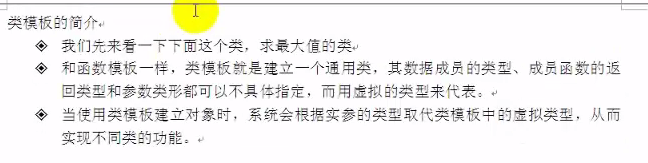 类模板的简介
我们先来看一下下面这个类，求最大值的类
和函数模板一样，类模板就是建立一个通用类，其数据成员的类型、成员函数的返
回类型和参数类形都可以不具体指定，而用虚拟的类型来代表。
当使用类模板建立对象时，系统会根据实参的类型取代类模板中的虚拟类型，从而
实现不同类的功能。